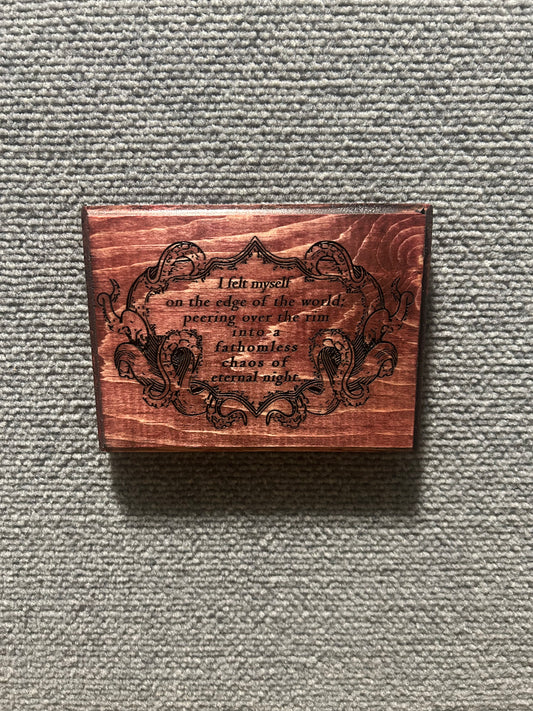 I felt myself
on the edge of the world;
peering over the rim
into a
fathomless
chaos of
eternal night.